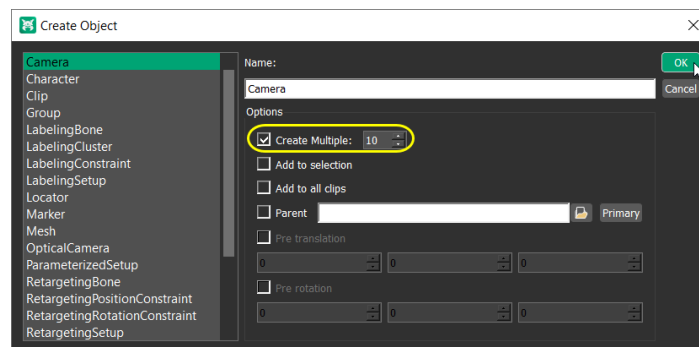 Create Object
Camera
Character
Clip
Group
LabelingBone
LabelingCluster
LabelingConstraint
LabelingSetup
Locator
Marker
Mesh
OpticalCamera
ParameterizedSetup
RetargetingBone
RetargetingPositionConstraint
RetargetingRotationConstraint
RetargetingSetup
Name:
Camera
Options
Create Multiple: 10
Add to selection
Add to all clips
Parent Primary
Pre translation
0 0 0
Pre rotation
0 0 0
OK
Cancel